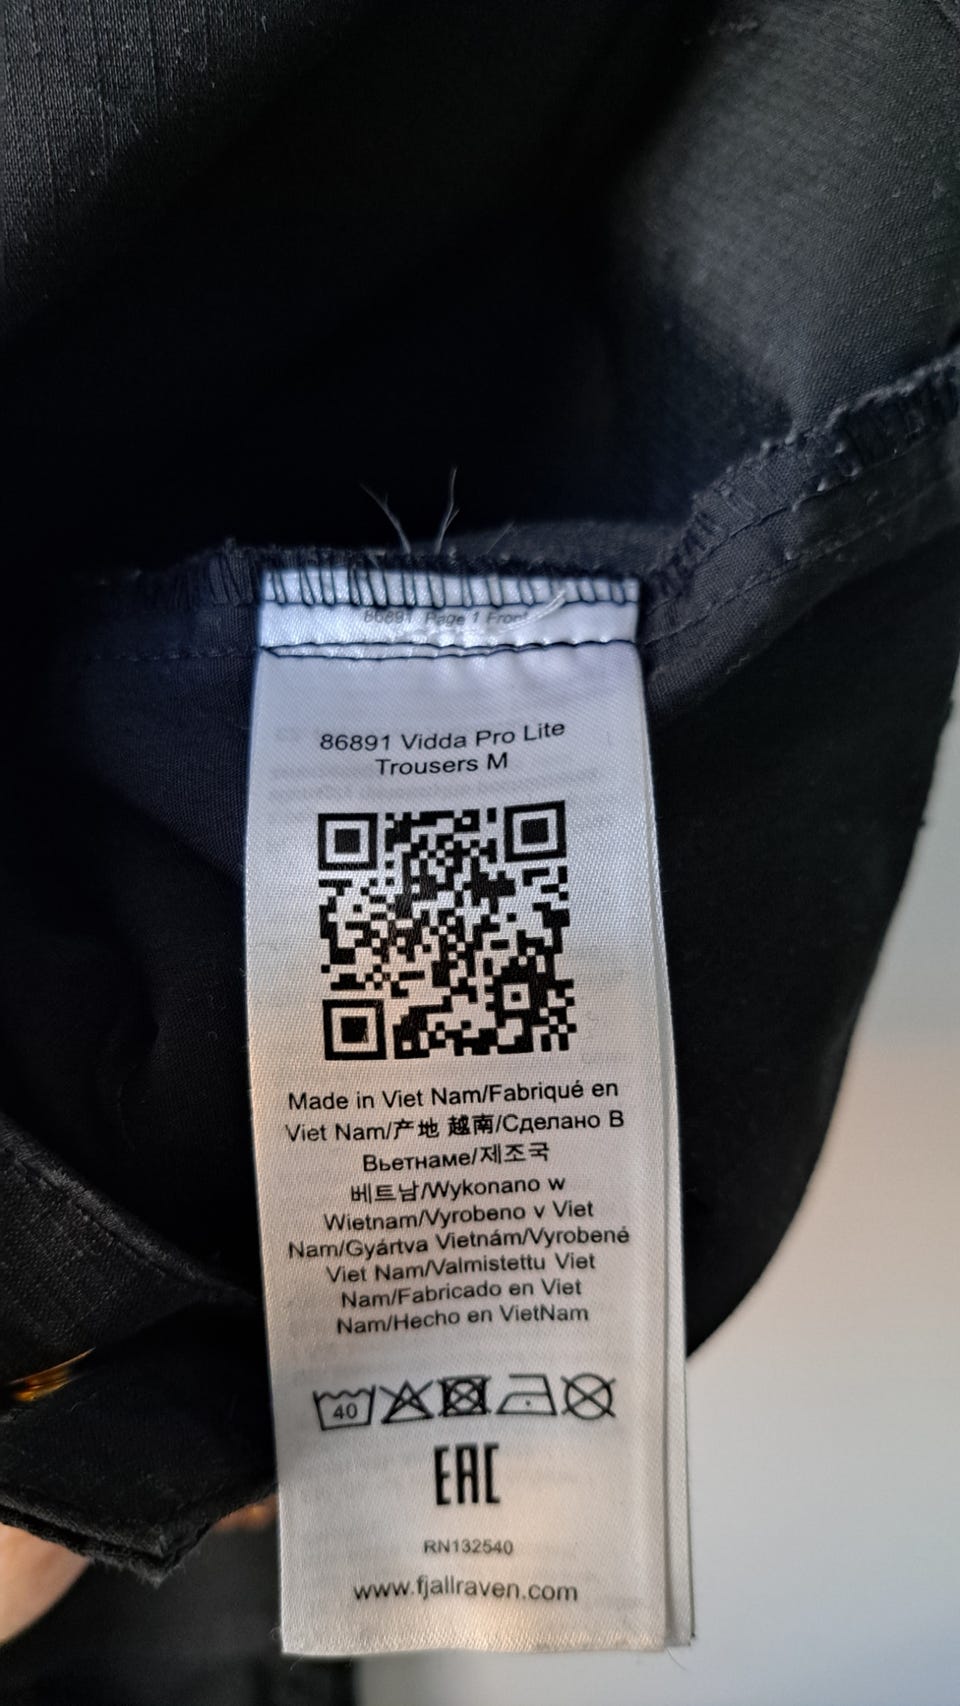 86891 Page 1 Front
86891 Vidda Pro Lite
Trousers M
Made in Viet Nam/Fabriqué en
Viet Nam/产地 越南/Сделано В
Вьетнаме/제조국
베트남/Wykonano w
Wietnam/Vyrobeno v Viet
Nam/Gyártva Vietnám/Vyrobené
Viet Nam/Valmistettu Viet
Nam/Fabricado en Viet
Nam/Hecho en VietNam
40
EAC
RN132540
www.fjallraven.com